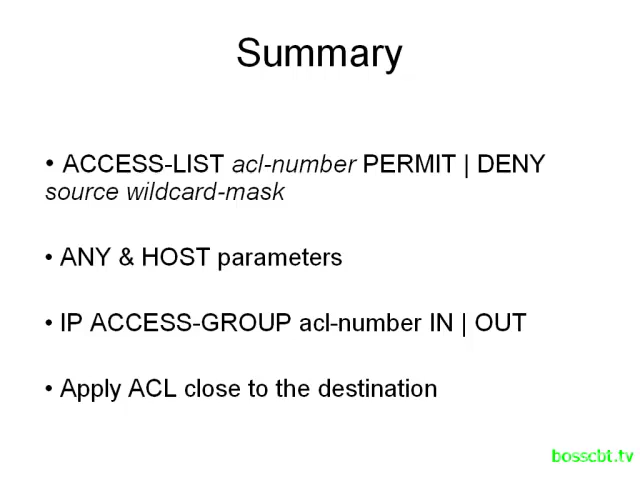 Summary
• ACCESS-LIST acl-number PERMIT | DENY
source wildcard-mask
• ANY & HOST parameters
• IP ACCESS-GROUP acl-number IN | OUT
• Apply ACL close to the destination
bosscbt.tv